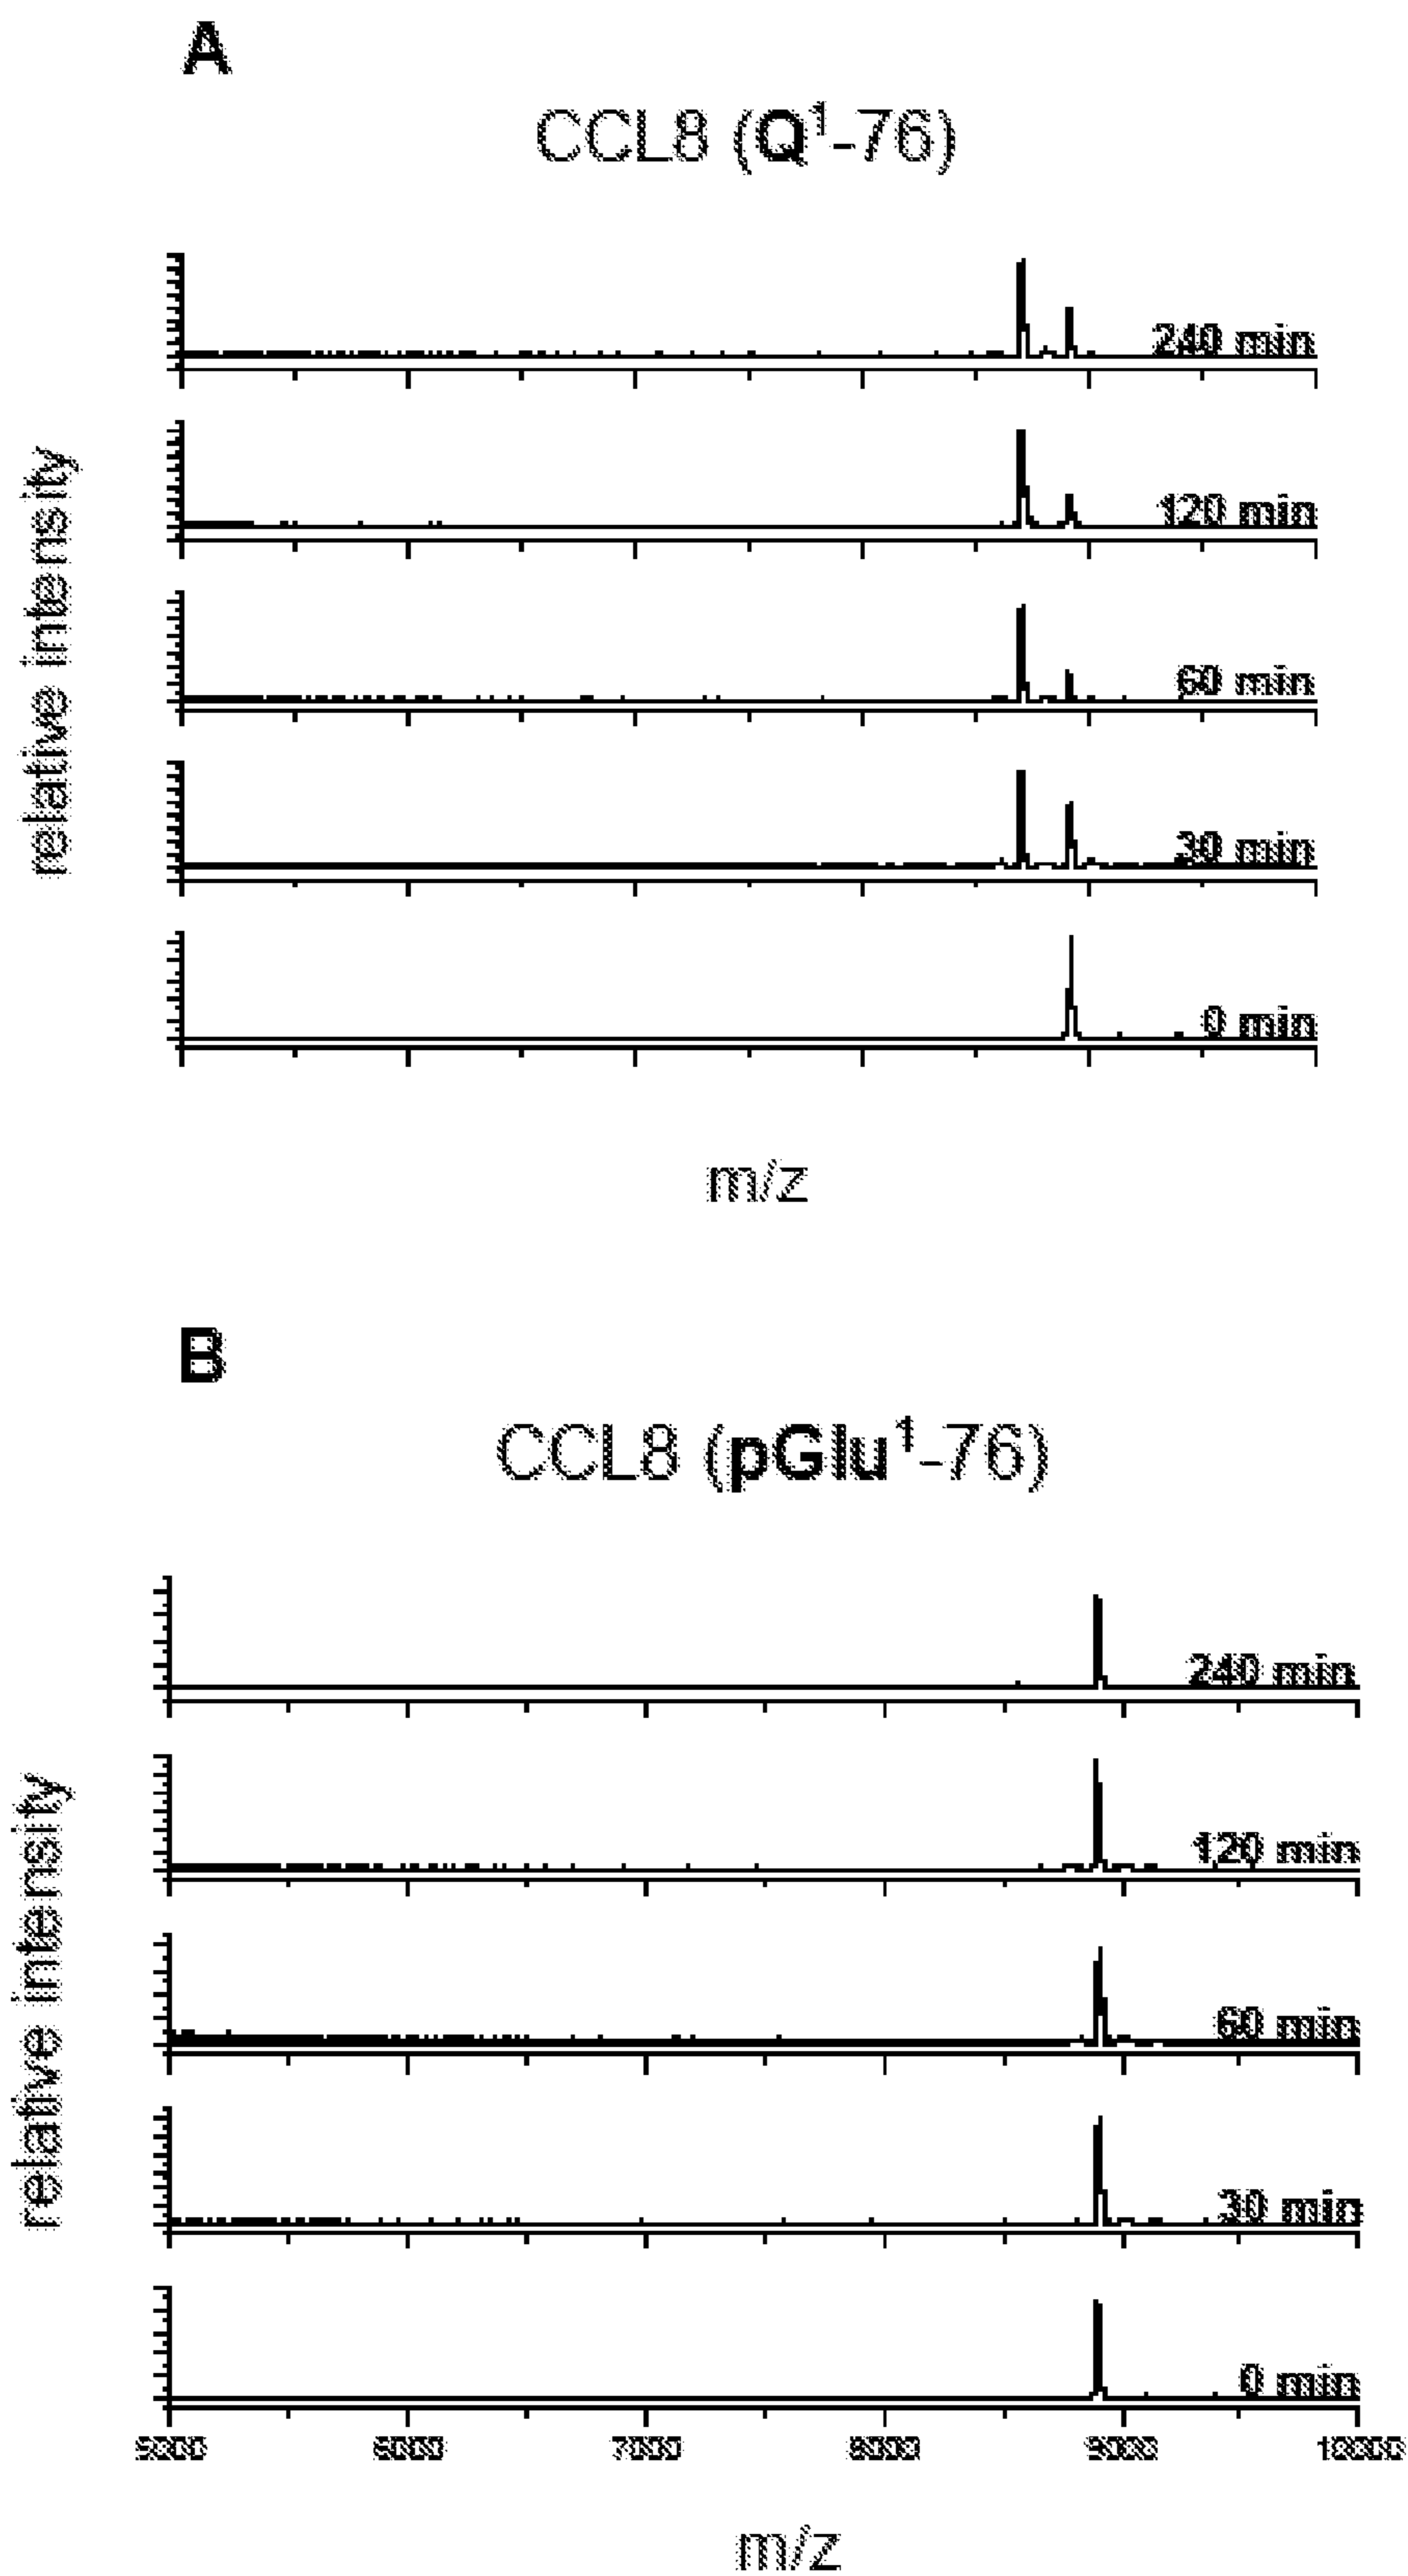 A
CCL8 (Q¹-76)
relative intensity
240 min
120 min
60 min
30 min
0 min
m/z
B
CCL8 (pGlu¹-76)
relative intensity
240 min
120 min
60 min
30 min
0 min
5000 6000 7000 8000 9000 10000
m/z